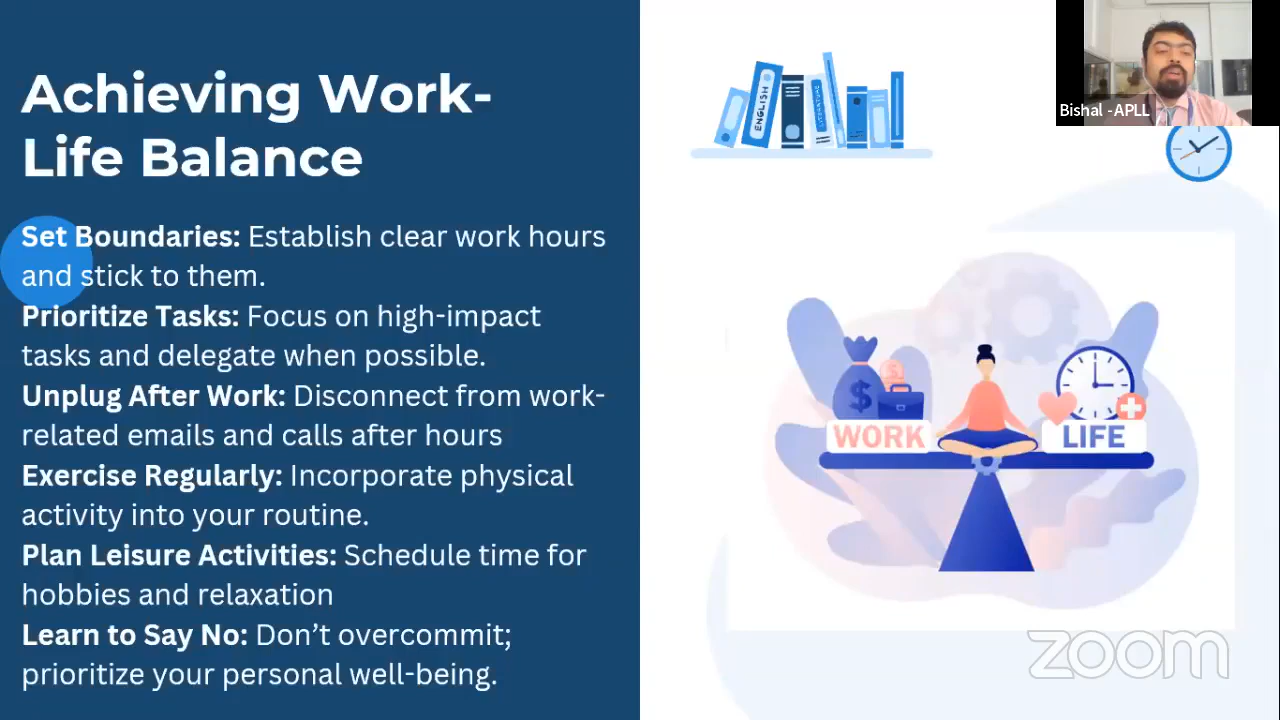 Achieving Work-
Life Balance
Set Boundaries: Establish clear work hours
and stick to them.
Prioritize Tasks: Focus on high-impact
tasks and delegate when possible.
Unplug After Work: Disconnect from work-
related emails and calls after hours
Exercise Regularly: Incorporate physical
activity into your routine.
Plan Leisure Activities: Schedule time for
hobbies and relaxation
Learn to Say No: Don’t overcommit;
prioritize your personal well-being.
ENGLISH
LITERATURE
Bishal -APLL
$
$
WORK
LIFE
zoom